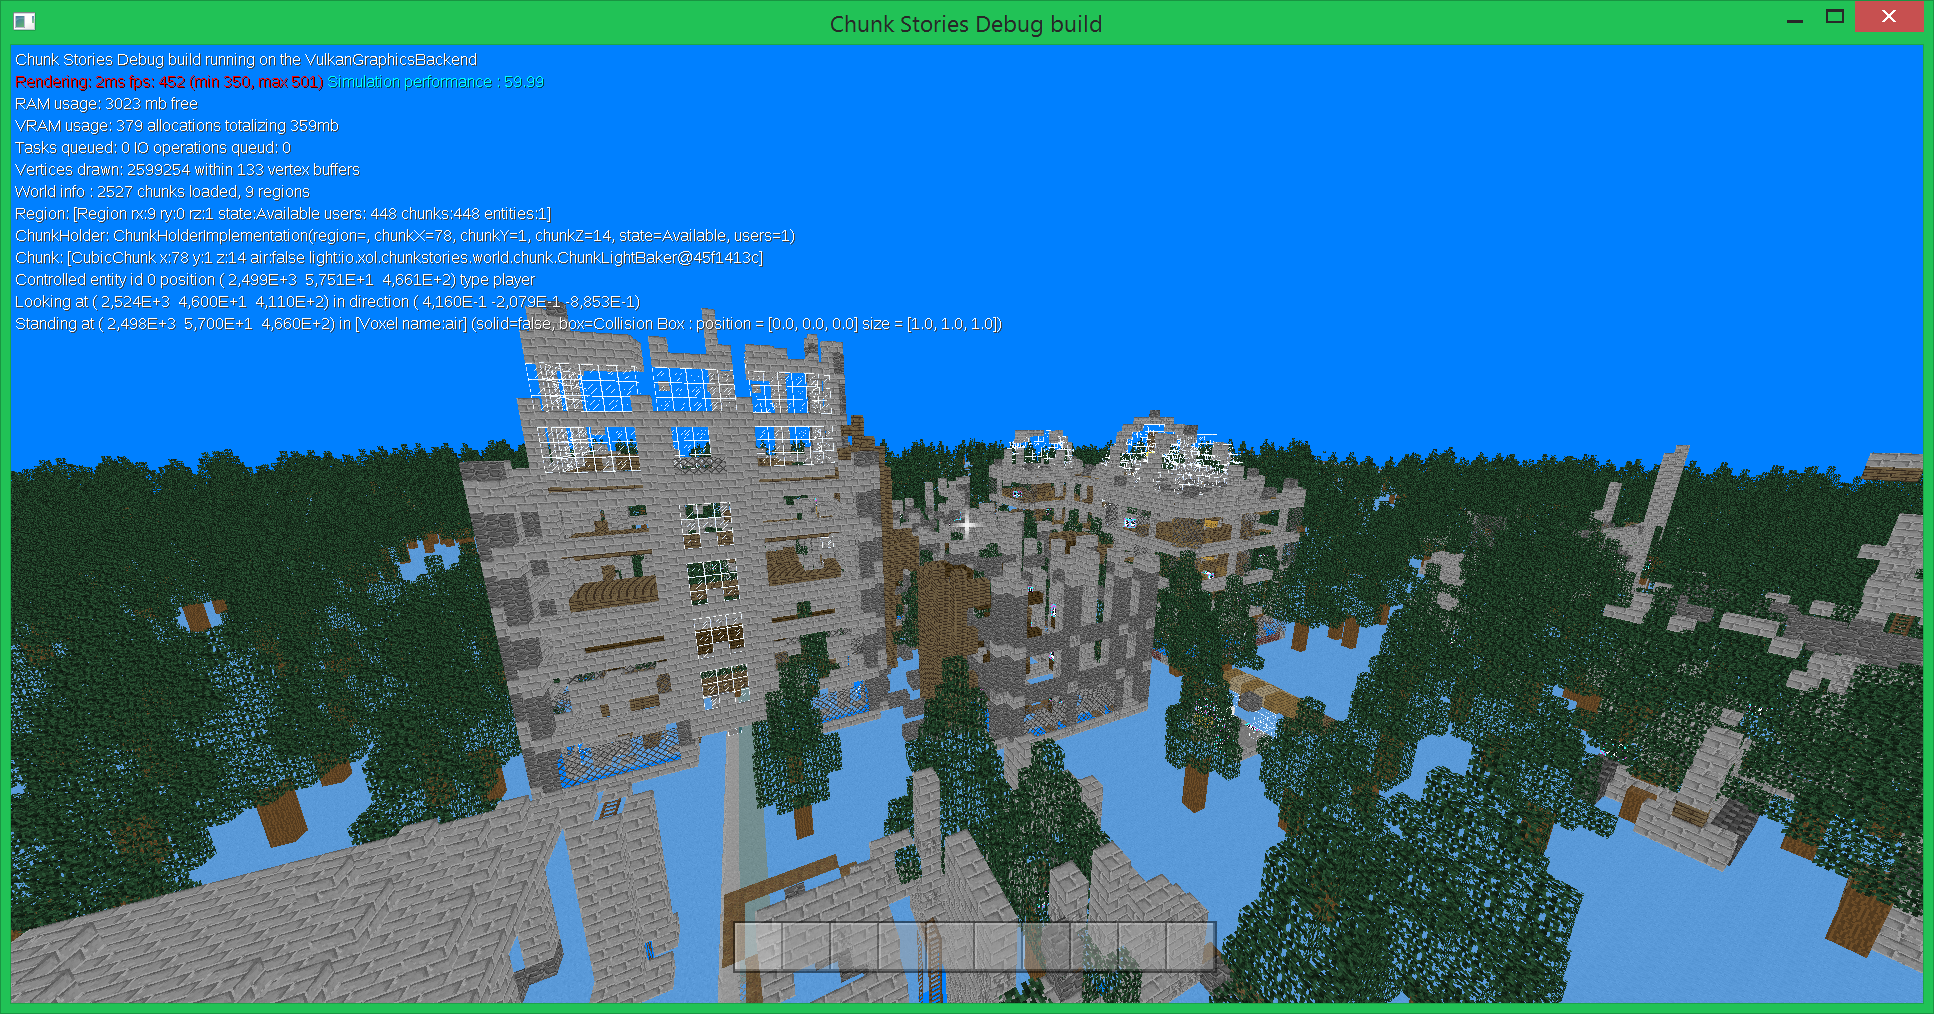 Chunk Stories Debug build
Chunk Stories Debug build running on the VulkanGraphicsBackend
Rendering: 2ms fps: 452 (min 350, max 501) Simulation performance : 59.99
RAM usage: 3023 mb free
VRAM usage: 379 allocations totalizing 359mb
Tasks queued: 0 IO operations queud: 0
Vertices drawn: 2599254 within 133 vertex buffers
World info : 2527 chunks loaded, 9 regions
Region: [Region rx:9 ry:0 rz:1 state:Available users: 448 chunks:448 entities:1]
ChunkHolder: ChunkHolderImplementation(region=, chunkX=78, chunkY=1, chunkZ=14, state=Available, users=1)
Chunk: [CubicChunk x:78 y:1 z:14 air:false light:io.xol.chunkstories.world.chunk.ChunkLightBaker@45f1413c]
Controlled entity id 0 position ( 2,499E+3 5,751E+1 4,661E+2) type player
Looking at ( 2,524E+3 4,600E+1 4,110E+2) in direction ( 4,160E-1 -2,079E-1 -8,853E-1)
Standing at ( 2,498E+3 5,700E+1 4,660E+2) in [Voxel name:air] (solid=false, box=Collision Box : position = [0.0, 0.0, 0.0] size = [1.0, 1.0, 1.0])